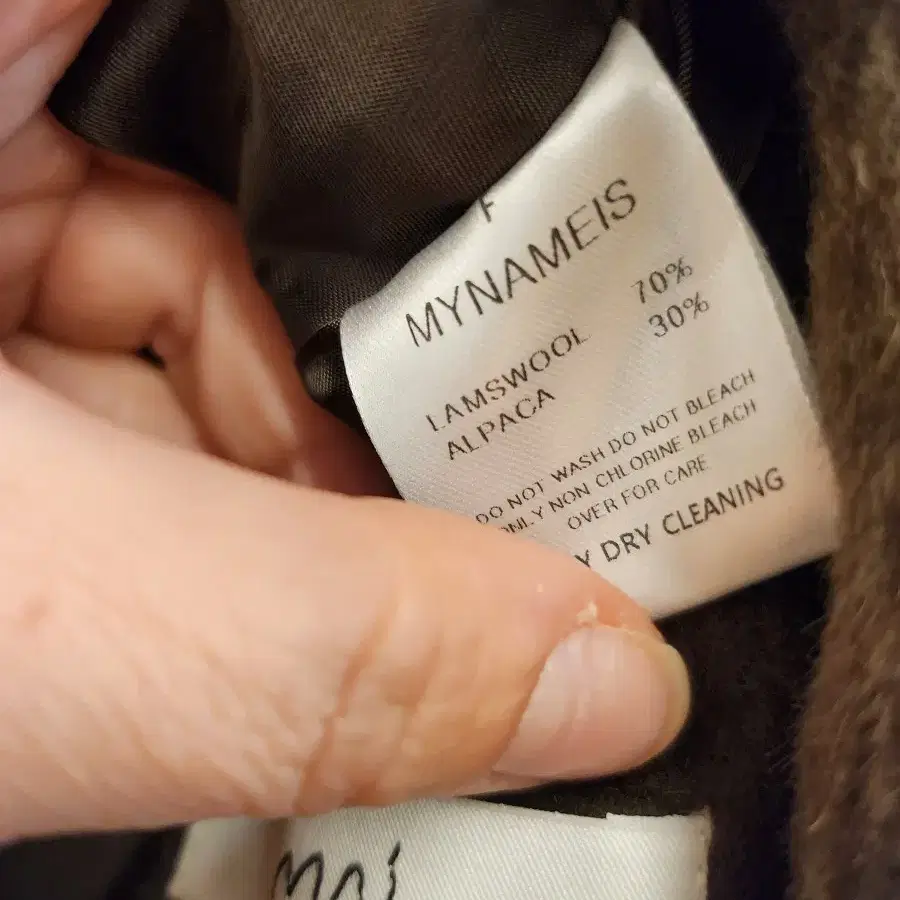 F
MYNAMEIS
LAMSWOOL 70%
ALPACA 30%
DO NOT WASH DO NOT BLEACH
ONLY NON CHLORINE BLEACH
OVER FOR CARE
Y DRY CLEANING